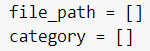 file_path = []
category = []